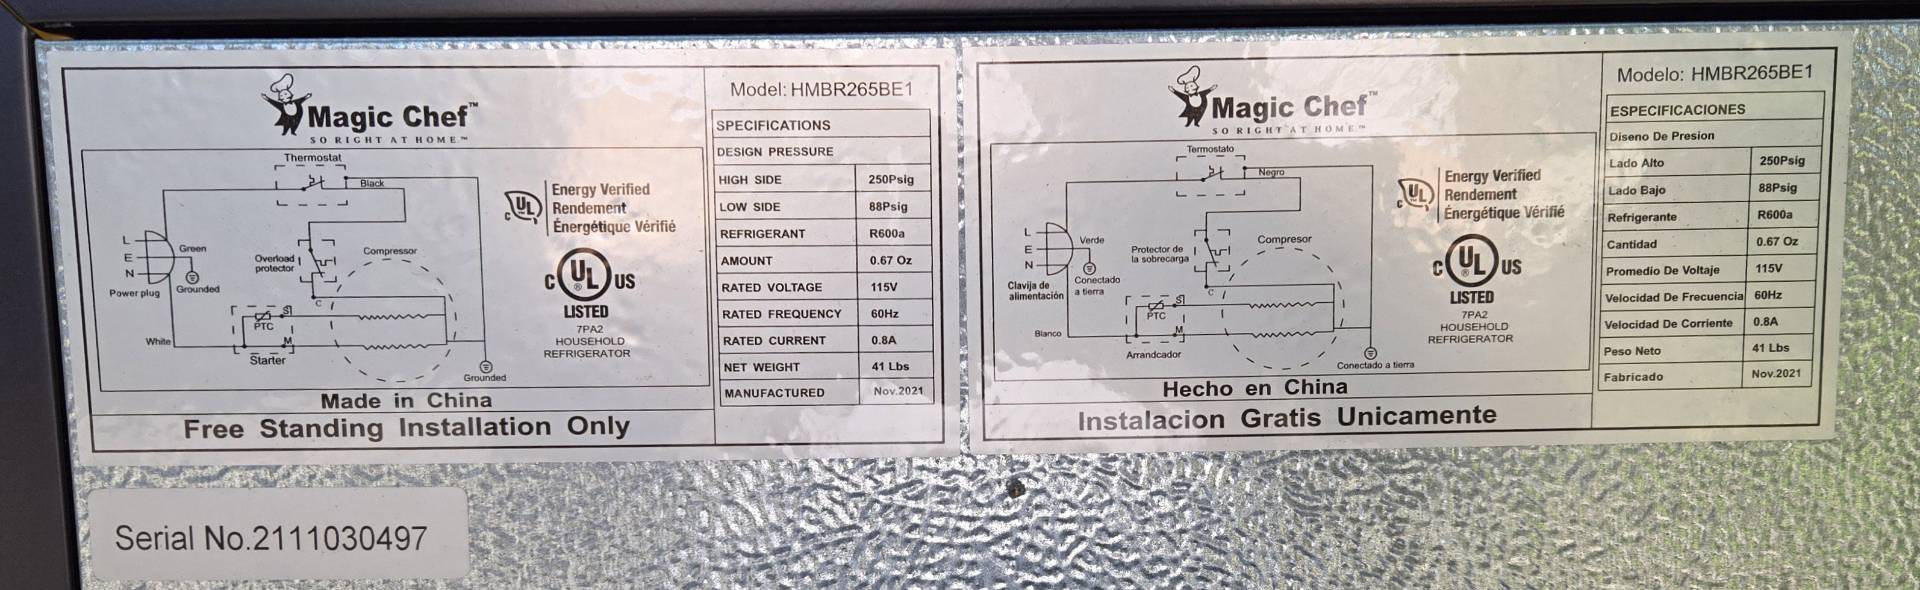 Magic Chef™
SO RIGHT AT HOME.™
Thermostat
Black
L
E
N
Green
Grounded
Power plug
White
Overload
protector
Compressor
C
S
PTC
M
Starter
Grounded
Energy Verified
Rendement
Énergétique Vérifié
C UL
C UL US
®
LISTED
7PA2
HOUSEHOLD
REFRIGERATOR
Made in China
Free Standing Installation Only
Model: HMBR265BE1
SPECIFICATIONS
DESIGN PRESSURE
HIGH SIDE 250Psig
LOW SIDE 88Psig
REFRIGERANT R600a
AMOUNT 0.67 Oz
RATED VOLTAGE 115V
RATED FREQUENCY 60Hz
RATED CURRENT 0.8A
NET WEIGHT 41 Lbs
MANUFACTURED Nov.2021
Magic Chef™
SO RIGHT AT HOME.™
Termostato
Negro
L
E
N
Verde
Conectado
a tierra
Clavija de
alimentación
Blanco
Protector de
la sobrecarga
Compresor
C
S
PTC
M
Arrandcador
Conectado a tierra
Energy Verified
Rendement
Énergétique Vérifié
C UL
C UL US
®
LISTED
7PA2
HOUSEHOLD
REFRIGERATOR
Hecho en China
Instalacion Gratis Unicamente
Modelo: HMBR265BE1
ESPECIFICACIONES
Diseno De Presion
Lado Alto 250Psig
Lado Bajo 88Psig
Refrigerante R600a
Cantidad 0.67 Oz
Promedio De Voltaje 115V
Velocidad De Frecuencia 60Hz
Velocidad De Corriente 0.8A
Peso Neto 41 Lbs
Fabricado Nov.2021
Serial No.2111030497